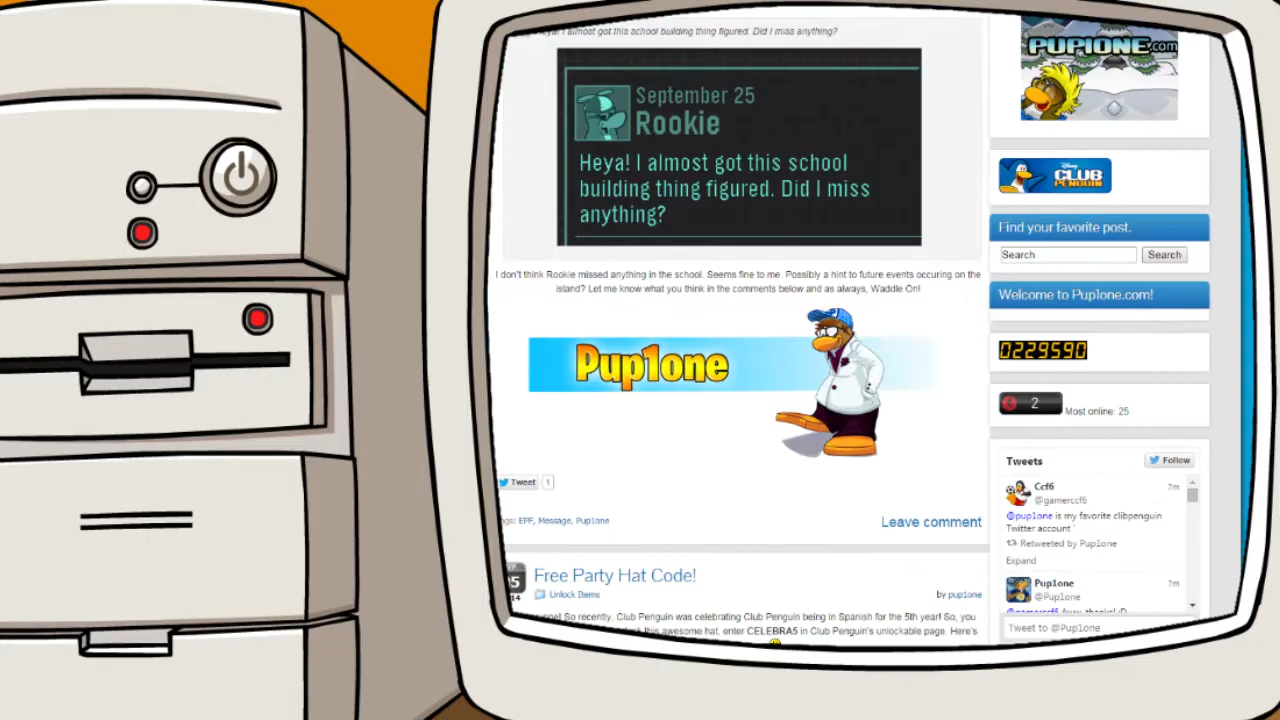 Heya! I almost got this school building thing figured. Did I miss anything?
September 25
Rookie
Heya! I almost got this school
building thing figured. Did I miss
anything?
I don't think Rookie missed anything in the school. Seems fine to me. Possibly a hint to future events occuring on the
island? Let me know what you think in the comments below and as always, Waddle On!
Pup1one
Tweet 1
EPF, Message, Pup1one
Leave comment
Free Party Hat Code!
Unlock Items
by pup1one
So recently, Club Penguin was celebrating Club Penguin being in Spanish for the 5th year! So, you
this awesome hat, enter CELEBRA5 in Club Penguin's unlockable page. Here's
PUP1ONE.com
Disney
CLUB
PENGUIN
Find your favorite post.
Search Search
Welcome to Pup1one.com!
0229590
2 Most online: 25
Tweets Follow
Ccf6 7m
@gamerccf6
@pup1one is my favorite clibpenguin
Twitter account '
Retweeted by Pup1one
Expand
Pup1one 7m
@Pup1one
Tweet to @Pup1one